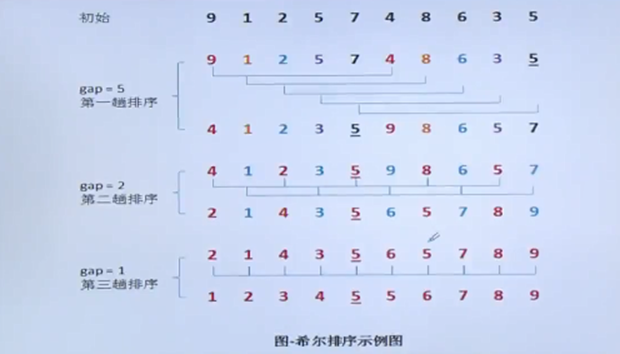 初始 9 1 2 5 7 4 8 6 3 5
9 1 2 5 7 4 8 6 3 5
gap = 5
第一趟排序
4 1 2 3 5 9 8 6 5 7
4 1 2 3 5 9 8 6 5 7
gap = 2
第二趟排序
2 1 4 3 5 6 5 7 8 9
2 1 4 3 5 6 5 7 8 9
gap = 1
第三趟排序
1 2 3 4 5 5 6 7 8 9
图-希尔排序示例图